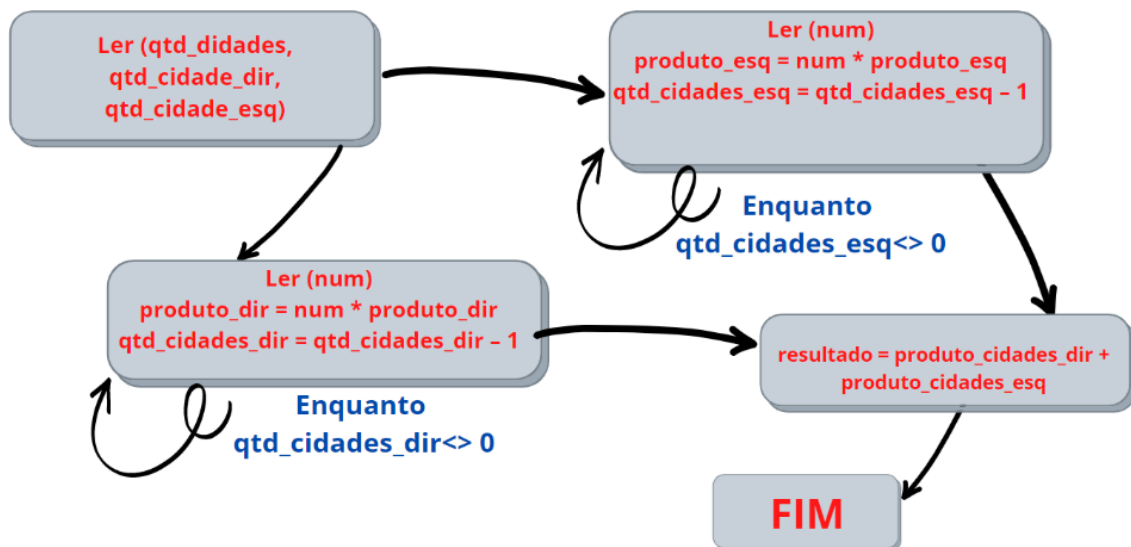 Ler (qtd_didades,
qtd_cidade_dir,
qtd_cidade_esq)
Ler (num)
produto_esq = num * produto_esq
qtd_cidades_esq = qtd_cidades_esq – 1
Enquanto
qtd_cidades_esq<> 0
Ler (num)
produto_dir = num * produto_dir
qtd_cidades_dir = qtd_cidades_dir – 1
Enquanto
qtd_cidades_dir<> 0
resultado = produto_cidades_dir +
produto_cidades_esq
FIM